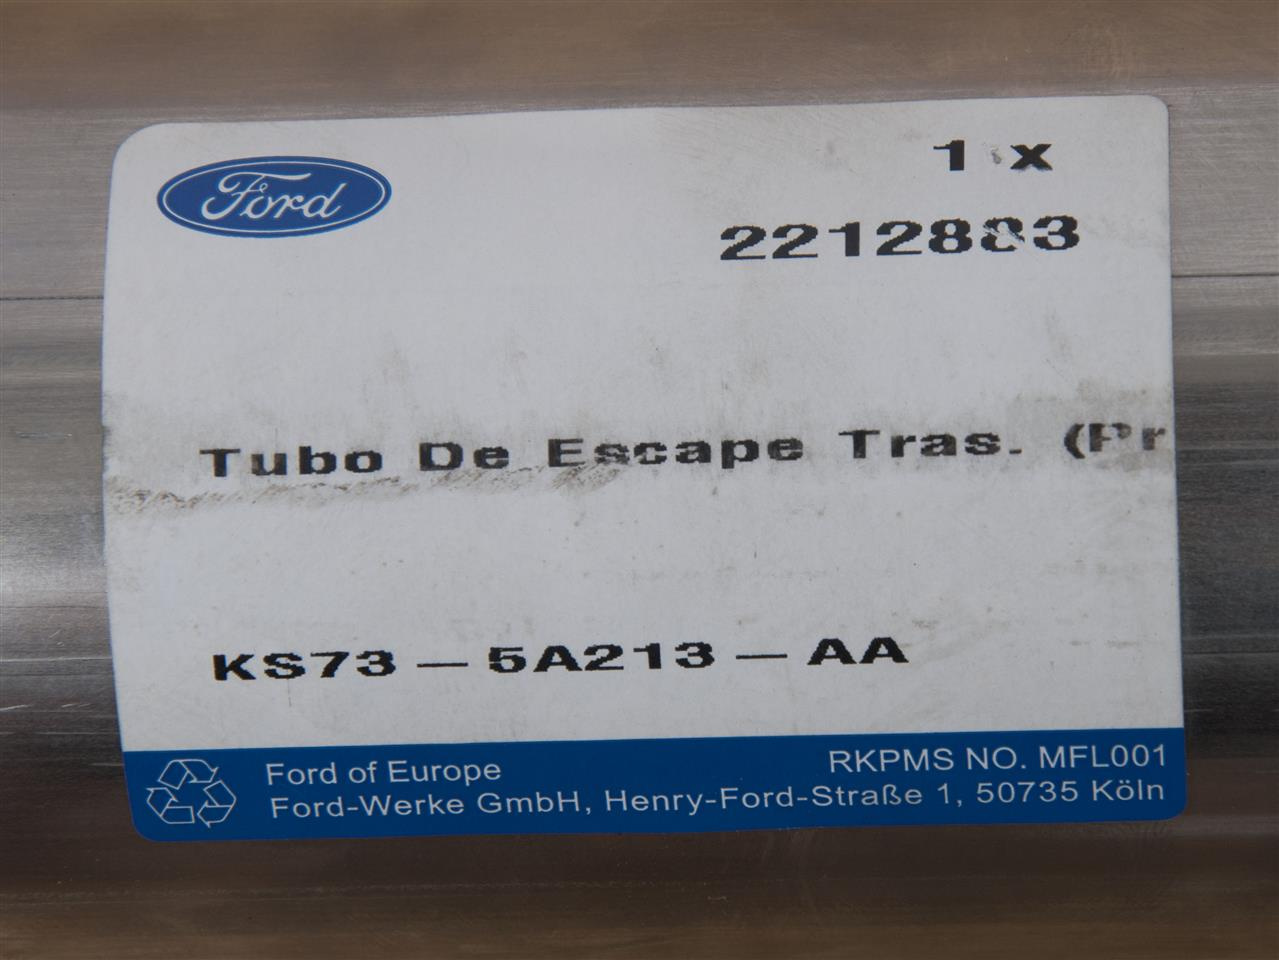 Ford
1 x
2212883
Tubo De Escape Tras. (Pr
KS73 - 5A213 - AA
Ford of Europe
RKPMS NO. MFL001
Ford-Werke GmbH, Henry-Ford-Straße 1, 50735 Köln